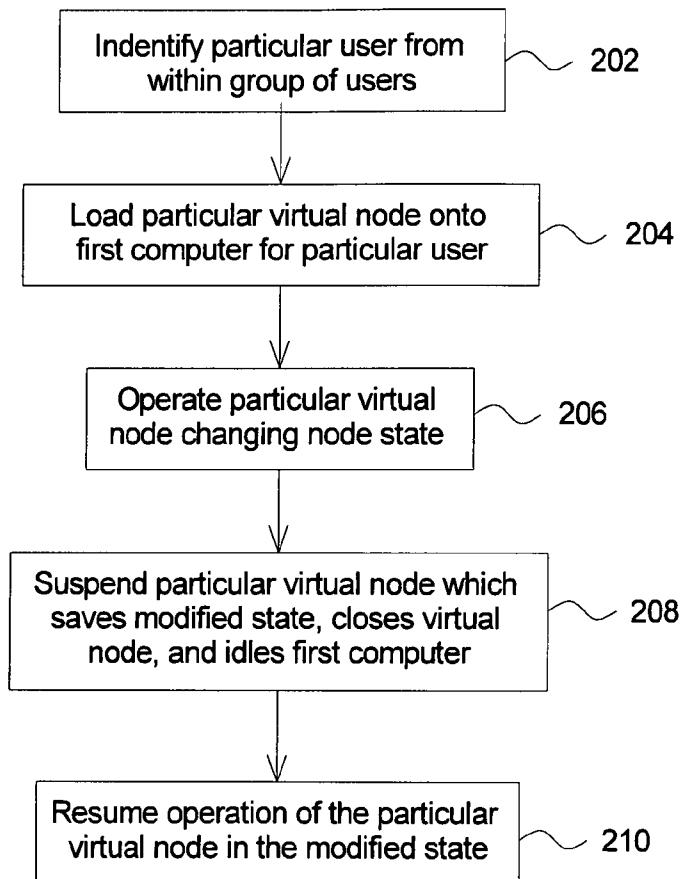 Indentify particular user from
within group of users
202
Load particular virtual node onto
first computer for particular user
204
Operate particular virtual
node changing node state
206
Suspend particular virtual node which
saves modified state, closes virtual
node, and idles first computer
208
Resume operation of the particular
virtual node in the modified state
210